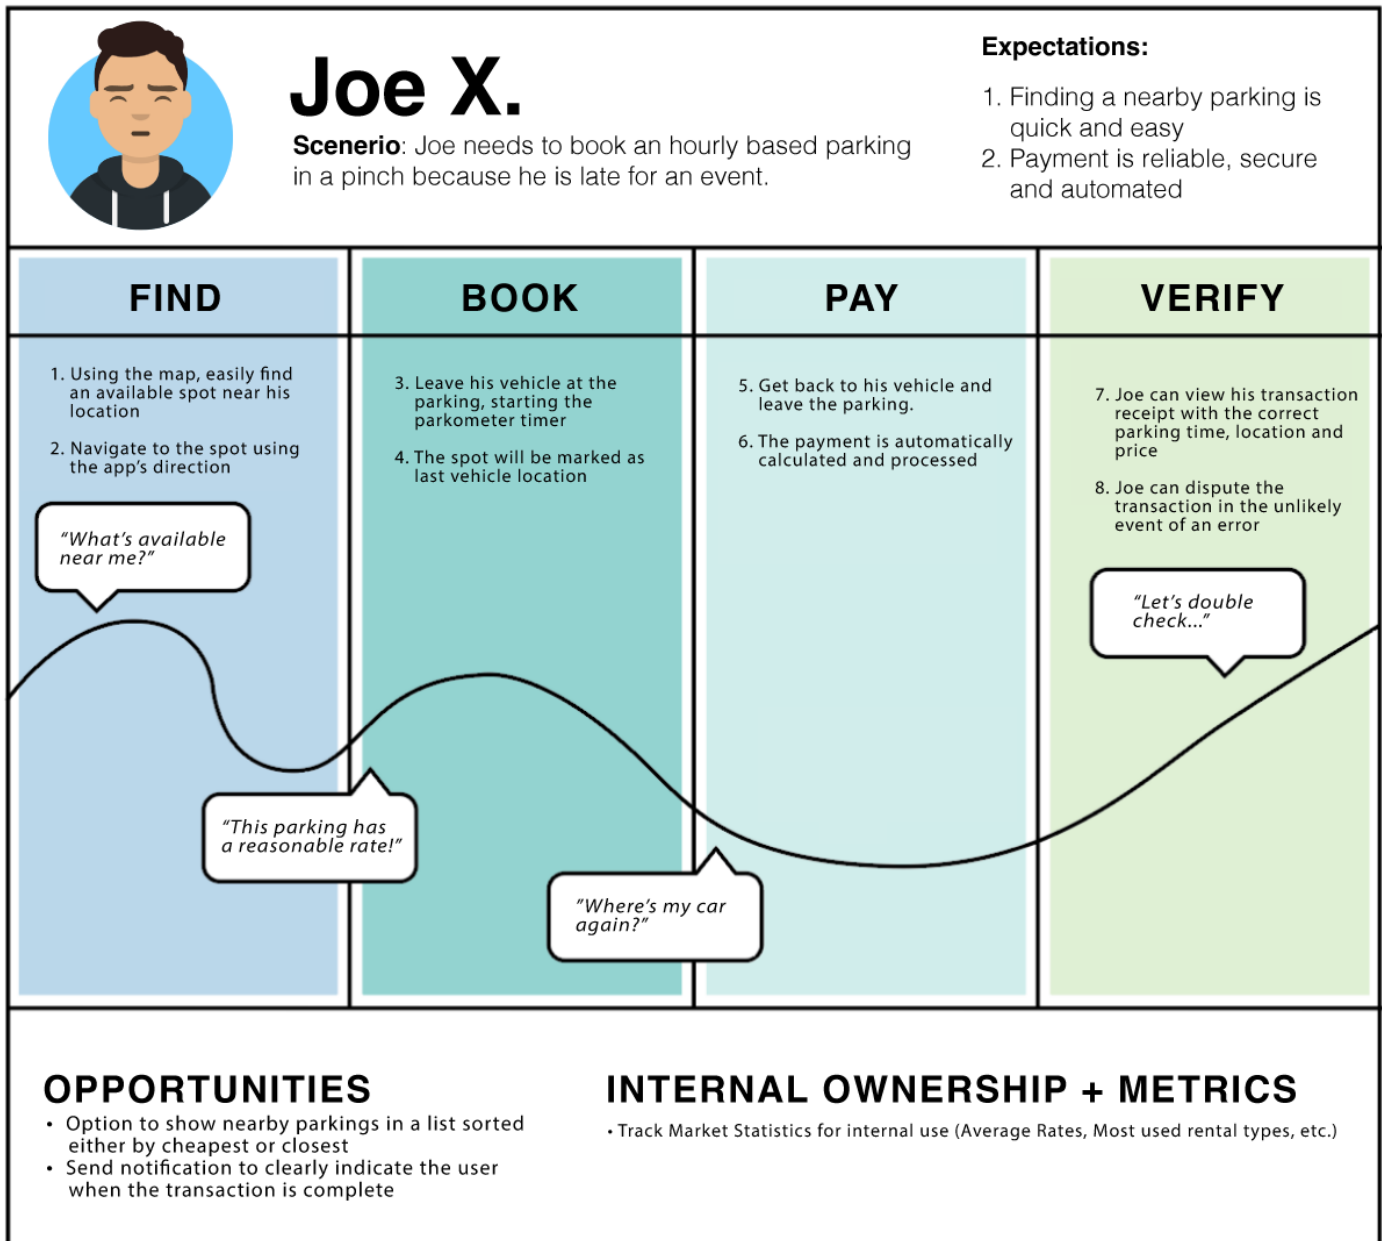 Joe X.
Scenerio: Joe needs to book an hourly based parking
in a pinch because he is late for an event.
Expectations:
1. Finding a nearby parking is
quick and easy
2. Payment is reliable, secure
and automated
FIND
1. Using the map, easily find
an available spot near his
location
2. Navigate to the spot using
the app's direction
“What's available
near me?”
“This parking has
a reasonable rate!”
BOOK
3. Leave his vehicle at the
parking, starting the
parkometer timer
4. The spot will be marked as
last vehicle location
"Where's my car
again?”
PAY
5. Get back to his vehicle and
leave the parking.
6. The payment is automatically
calculated and processed
VERIFY
7. Joe can view his transaction
receipt with the correct
parking time, location and
price
8. Joe can dispute the
transaction in the unlikely
event of an error
“Let's double
check...”
OPPORTUNITIES
• Option to show nearby parkings in a list sorted
either by cheapest or closest
• Send notification to clearly indicate the user
when the transaction is complete
INTERNAL OWNERSHIP + METRICS
• Track Market Statistics for internal use (Average Rates, Most used rental types, etc.)